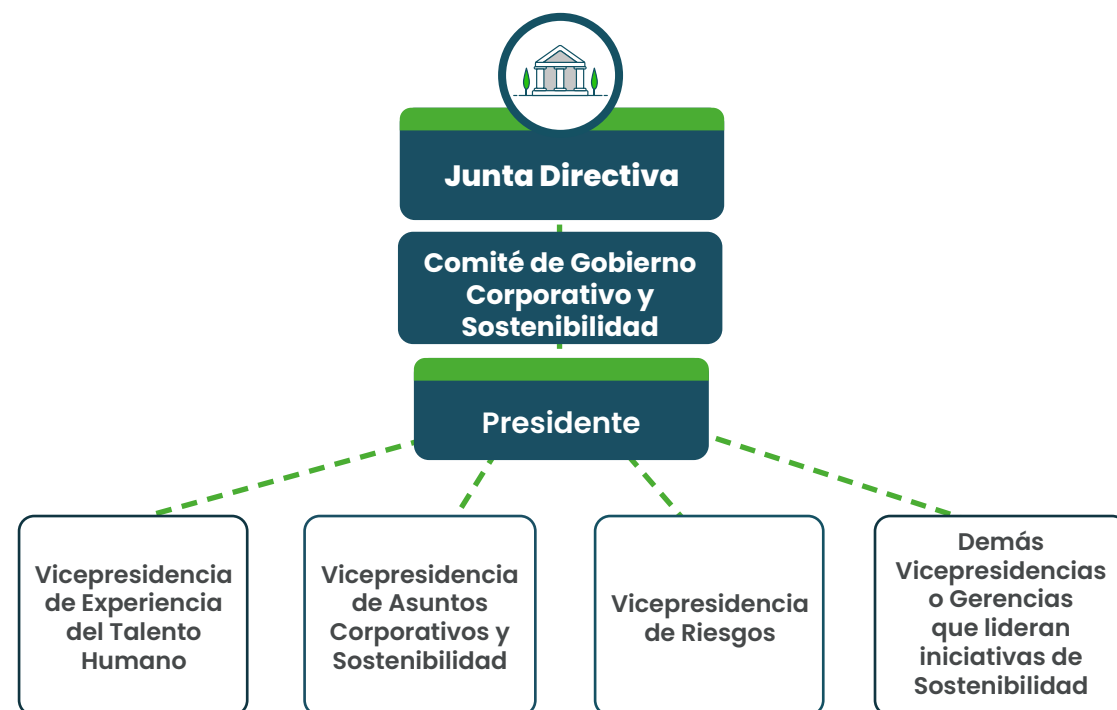 Junta Directiva
Comité de Gobierno
Corporativo y
Sostenibilidad
Presidente
Vicepresidencia
de Experiencia
del Talento
Humano
Vicepresidencia
de Asuntos
Corporativos y
Sostenibilidad
Vicepresidencia
de Riesgos
Demás
Vicepresidencias
o Gerencias
que lideran
iniciativas de
Sostenibilidad